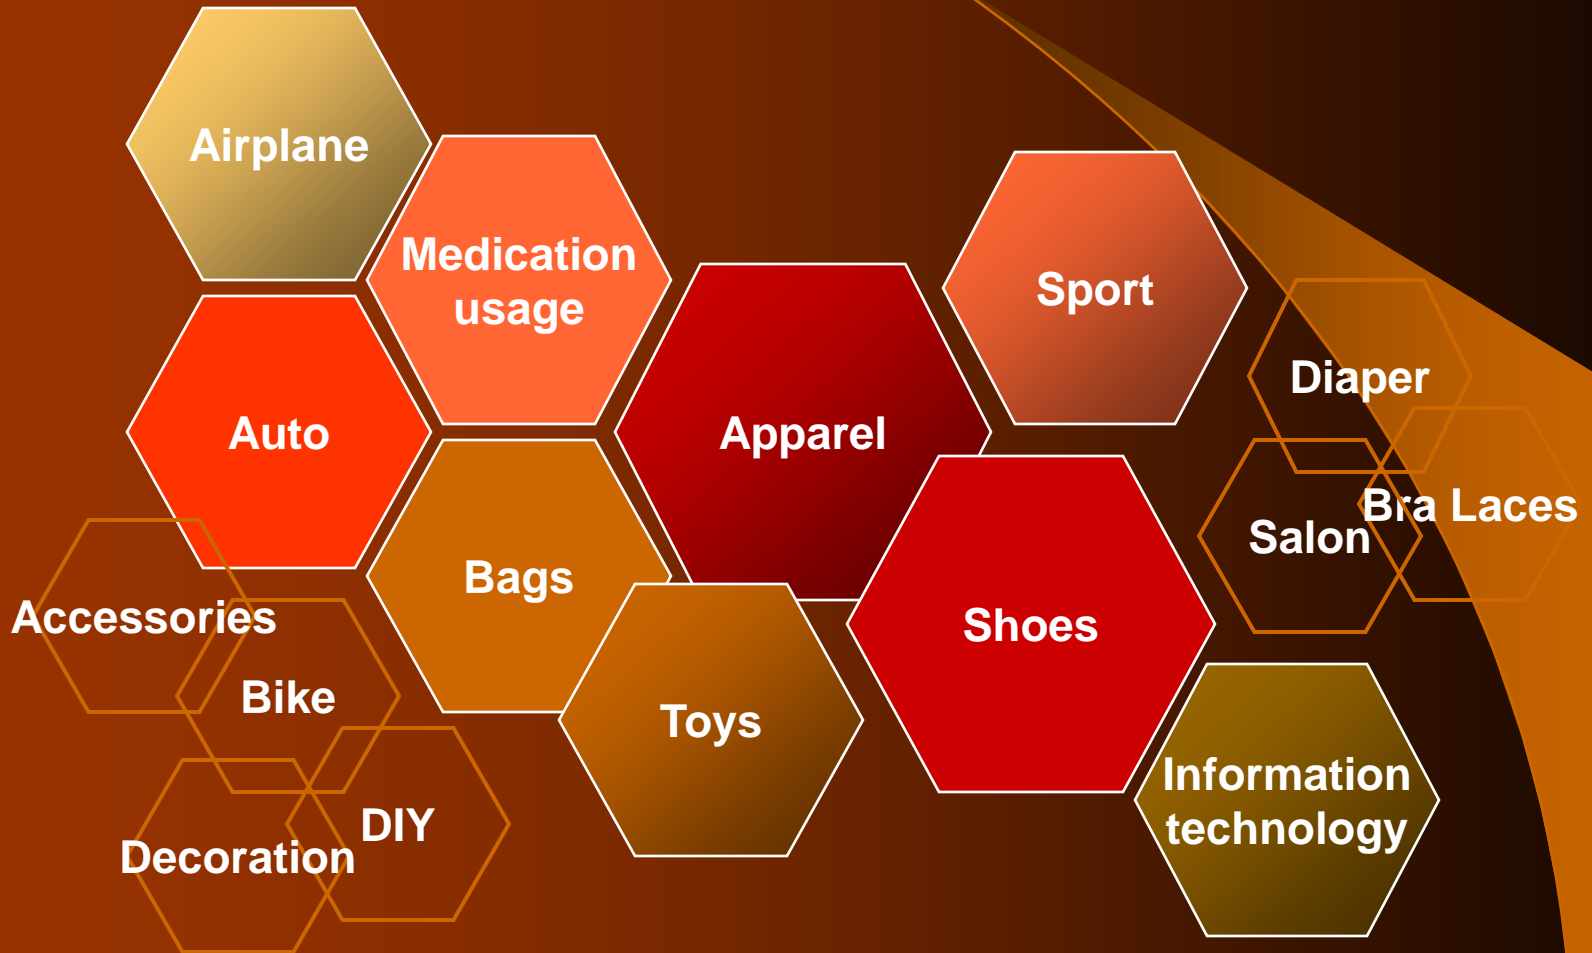 Airplane
Medication
usage
Sport
Diaper
Auto
Apparel
Bra Laces
Salon
Bags
Accessories
Shoes
Bike
Toys
Information
technology
DIY
Decoration